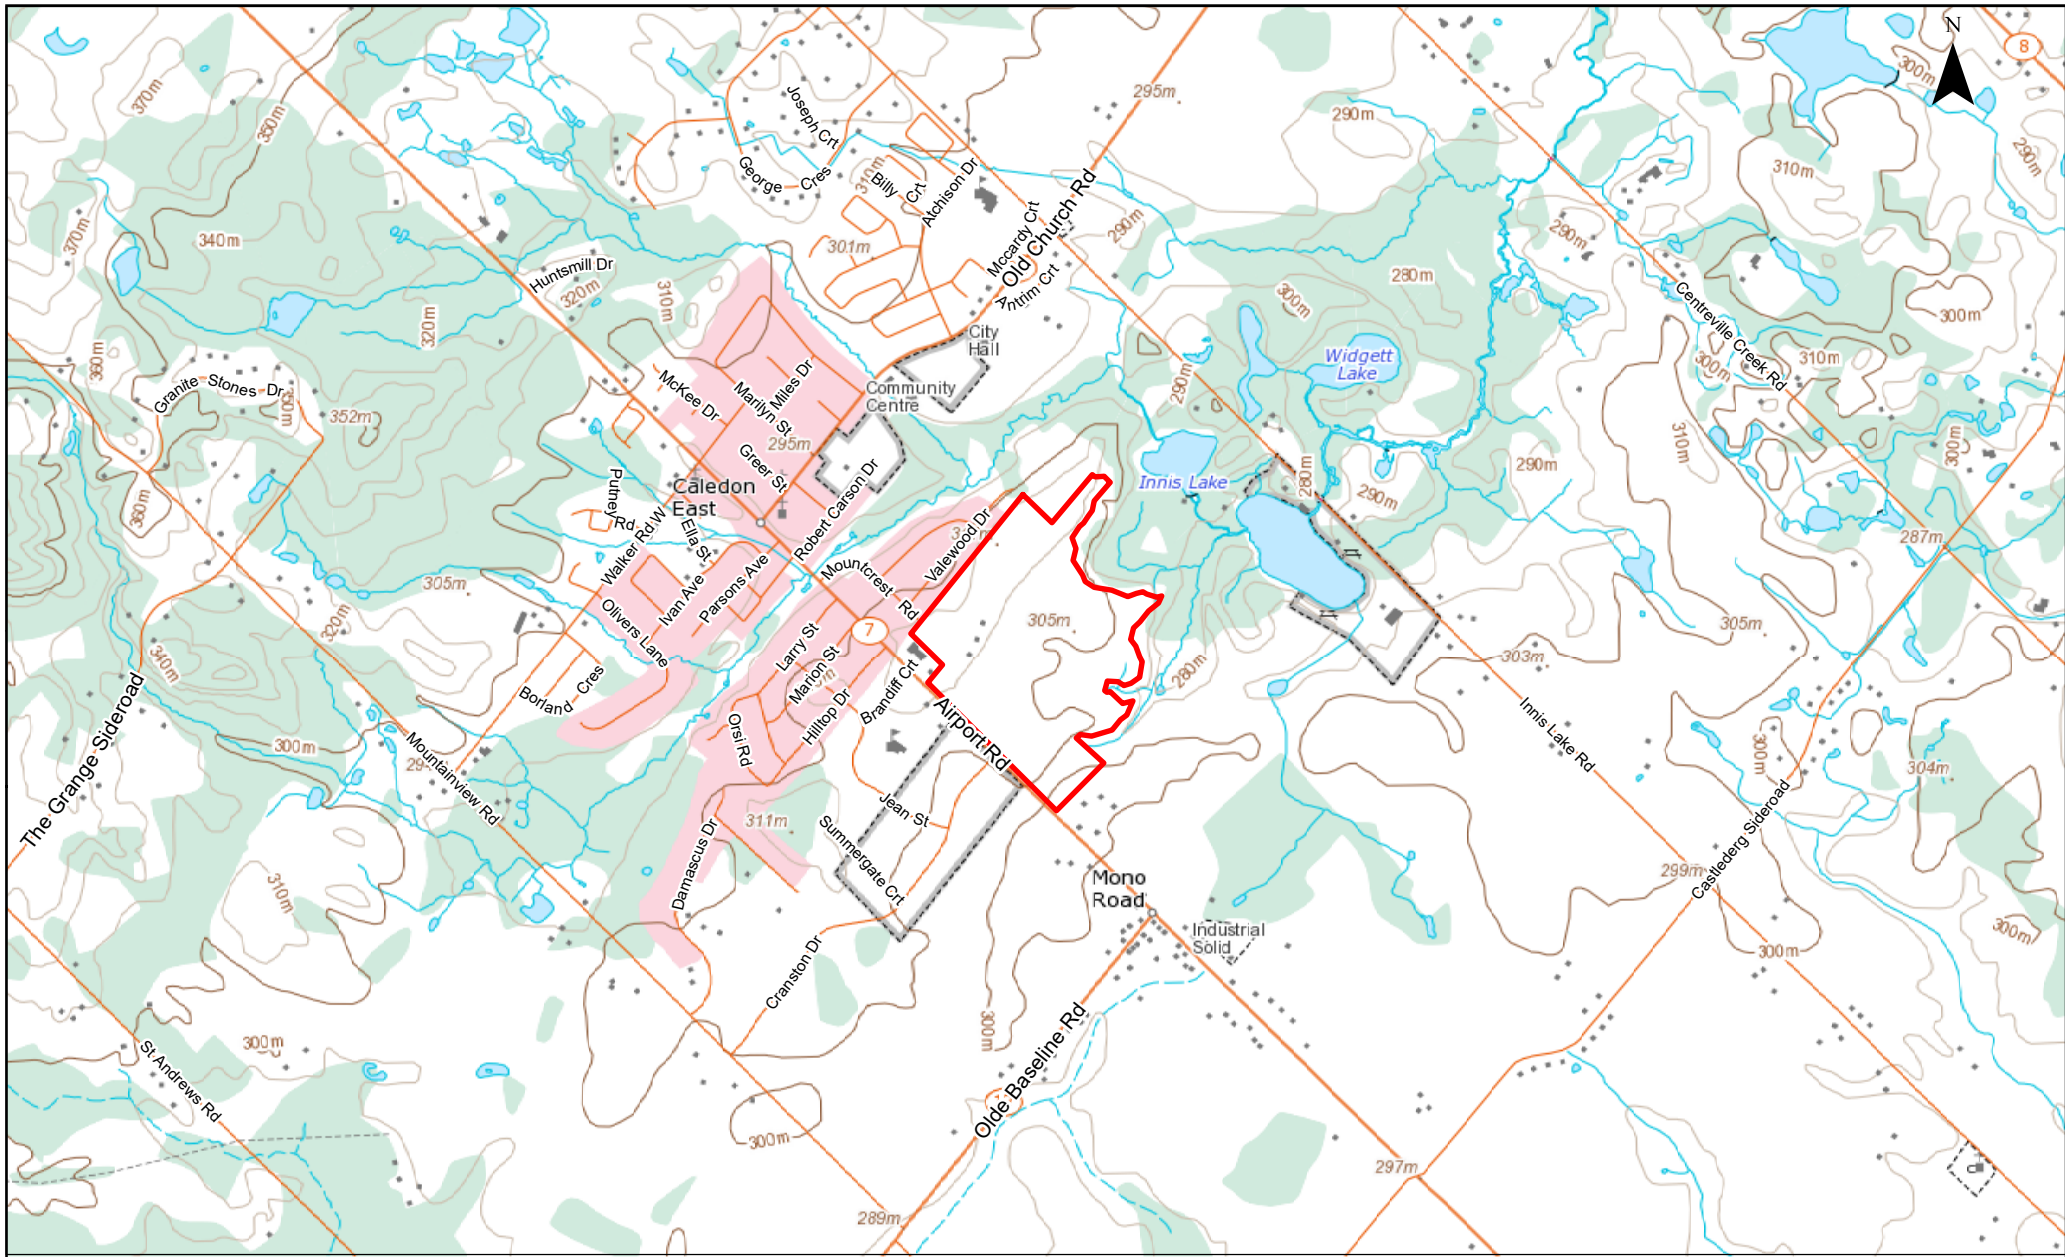 N
8
300m
370m
350m
295m
290m
310m
290m
Joseph Crt
George Cres
310m
Billy Crt
Atchison Dr
370m
340m
301m
Mccardy Crt
Old Church Rd
290m
290m
Antrim Crt
280m
Huntsmill Dr
320m
310m
320m
300m
Centreville Creek Rd
300m
City
Hall
Widgett
Lake
360m
Granite Stones Dr
352m
McKee Dr
Marilyn St
Miles Dr
Community
Centre
290m
300m
310m
295m
310m
300m
Greer St
Caledon
East
Putney
Rd
Walker Rd W
Ella St
Robert Carson Dr
Innis Lake
280m
290m
290m
360m
287m
Valewood Dr
Mountcrest Rd
305m
320m
Ivan Ave
Parsons Ave
Olivers Lane
7
305m
305m
340m
Larry St
Marion St
Hilltop Dr
Brandiff Crt
280m
303m
The Grange Sideroad
Borland Cres
Orsi Rd
Airport Rd
Innis Lake Rd
300m
Mountainview Rd
300m
304m
Jean St
Castlederg Sideroad
311m
Summergate Crt
Damascus Dr
310m
299m
Mono
Road
Industrial
Solid
300m
300m
Cranston Dr
300m
Olde Baseline Rd
300m
St Andrews Rd
300m
297m
289m